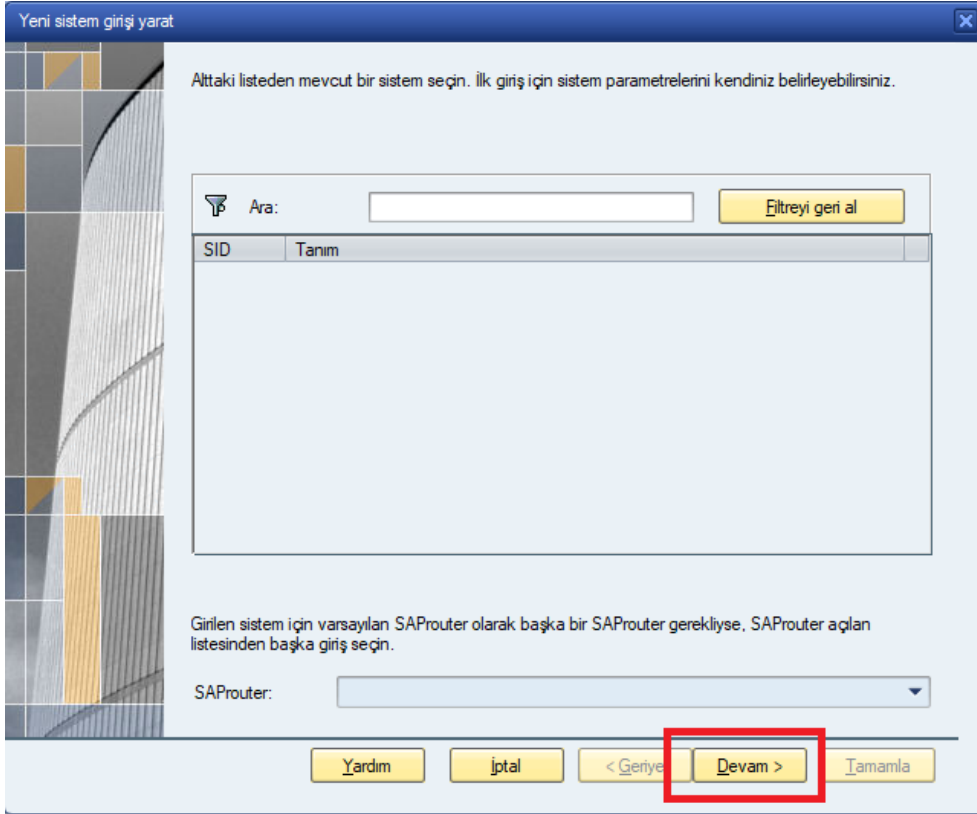 Yeni sistem girişi yarat
Alttaki listeden mevcut bir sistem seçin. İlk giriş için sistem parametrelerini kendiniz belirleyebilirsiniz.
Ara:
Filtreyi geri al
SID Tanım
Girilen sistem için varsayılan SAProuter olarak başka bir SAProuter gerekliyse, SAProuter açılan
listesinden başka giriş seçin.
SAProuter:
Yardım İptal < Geriye Devam > Tamamla